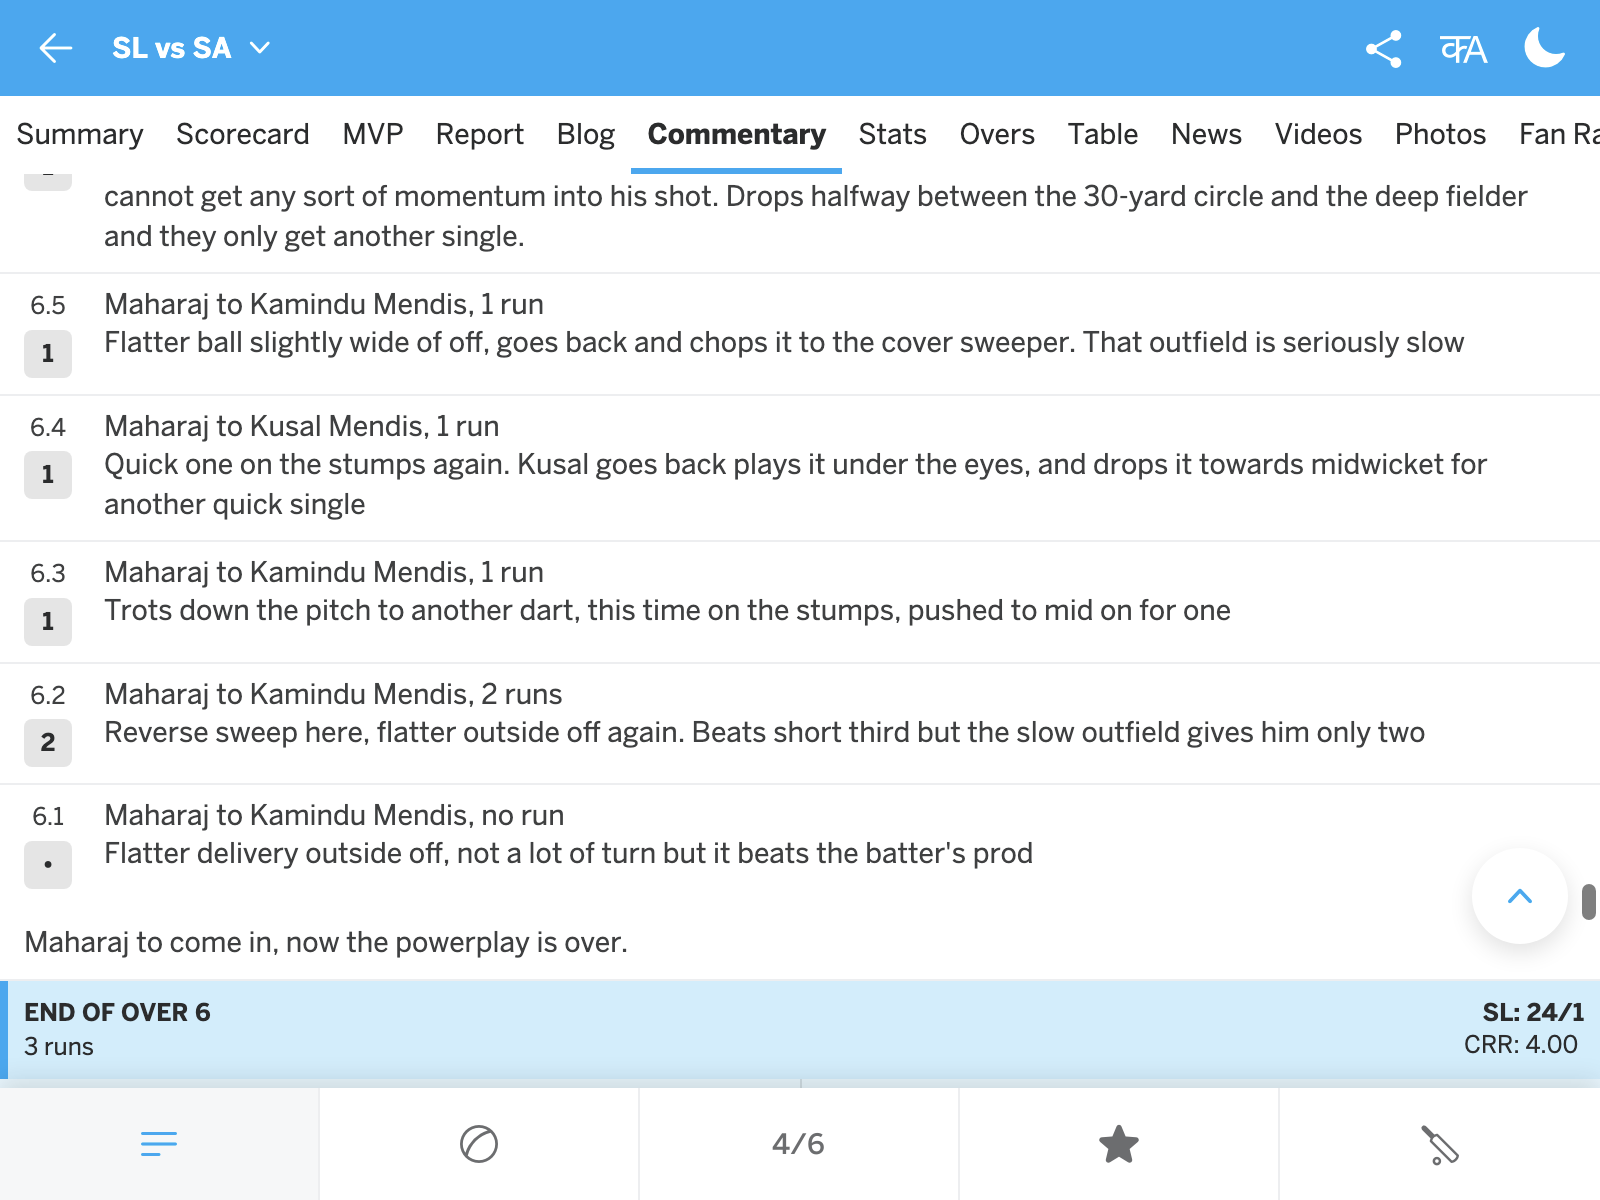 SL vs SA
क A
Summary Scorecard MVP Report Blog Commentary Stats Overs Table News Videos Photos Fan Ra
cannot get any sort of momentum into his shot. Drops halfway between the 30-yard circle and the deep fielder
and they only get another single.
6.5 Maharaj to Kamindu Mendis, 1 run
1 Flatter ball slightly wide of off, goes back and chops it to the cover sweeper. That outfield is seriously slow
6.4 Maharaj to Kusal Mendis, 1 run
1 Quick one on the stumps again. Kusal goes back plays it under the eyes, and drops it towards midwicket for
another quick single
6.3 Maharaj to Kamindu Mendis, 1 run
1 Trots down the pitch to another dart, this time on the stumps, pushed to mid on for one
6.2 Maharaj to Kamindu Mendis, 2 runs
2 Reverse sweep here, flatter outside off again. Beats short third but the slow outfield gives him only two
6.1 Maharaj to Kamindu Mendis, no run
• Flatter delivery outside off, not a lot of turn but it beats the batter's prod
Maharaj to come in, now the powerplay is over.
END OF OVER 6 SL: 24/1
3 runs CRR: 4.00
4/6